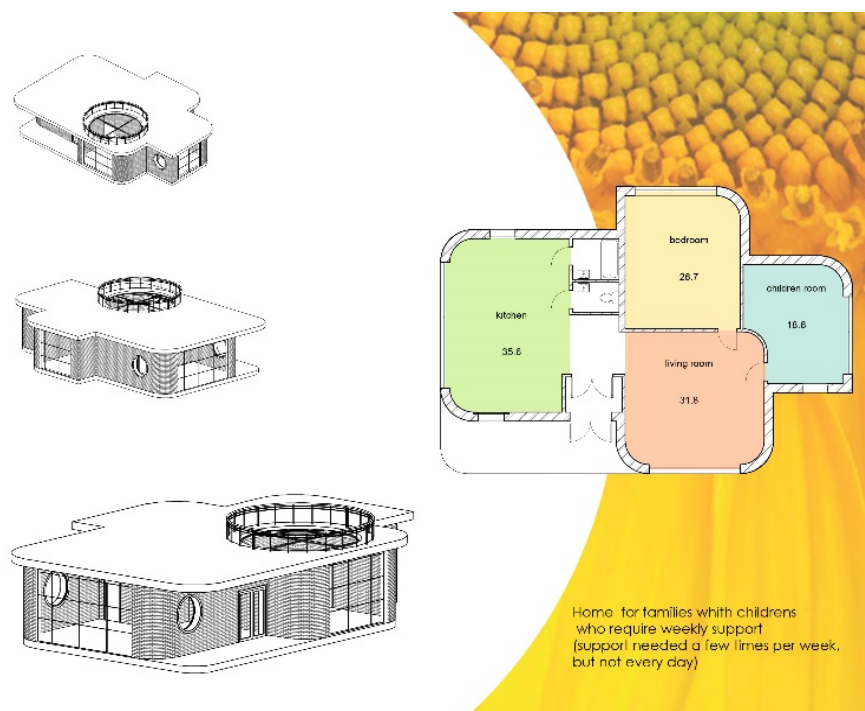 bedroom
26.7
children room
18.6
kitchen
35.6
living room
31.8
Home for families whith childrens
who require weekly support
(support needed a few times per week,
but not every day)